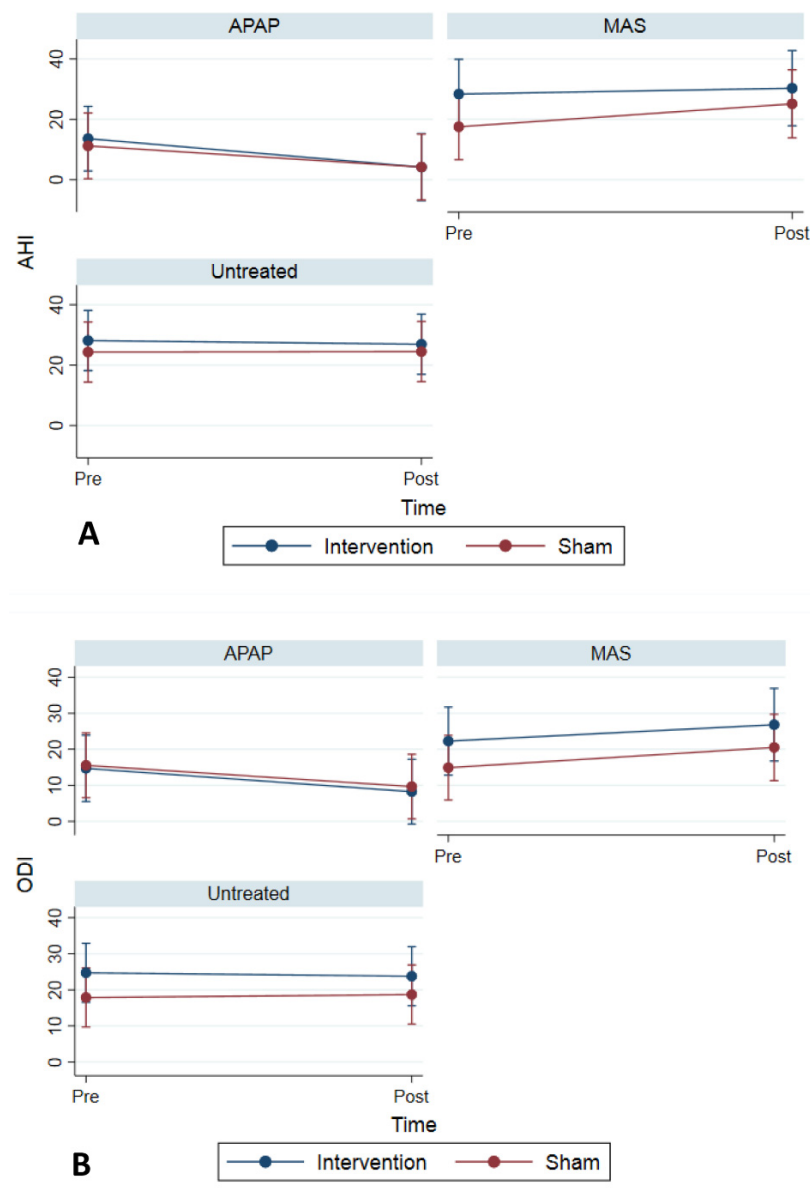 APAP
MAS
40
20
0
Pre
Post
AHI
Untreated
40
20
0
Pre
Post
Time
A
Intervention
Sham
APAP
MAS
40
30
20
10
0
Pre
Post
ODI
Untreated
40
30
20
10
0
Pre
Post
Time
B
Intervention
Sham